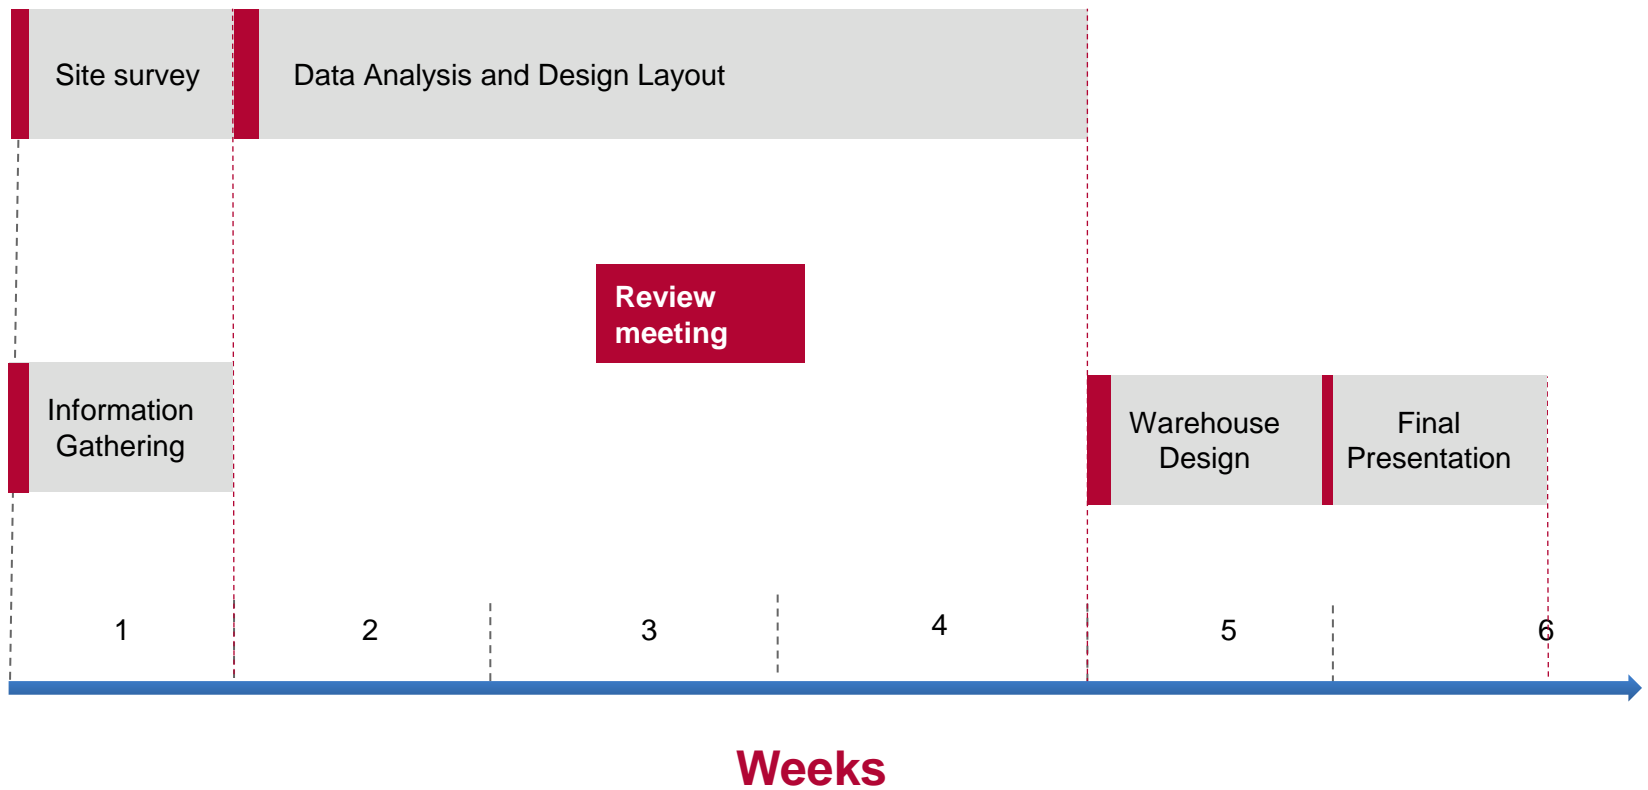 Site survey
Data Analysis and Design Layout
Review
meeting
Information
Gathering
Warehouse
Design
Final
Presentation
1
2
3
4
5
6
Weeks